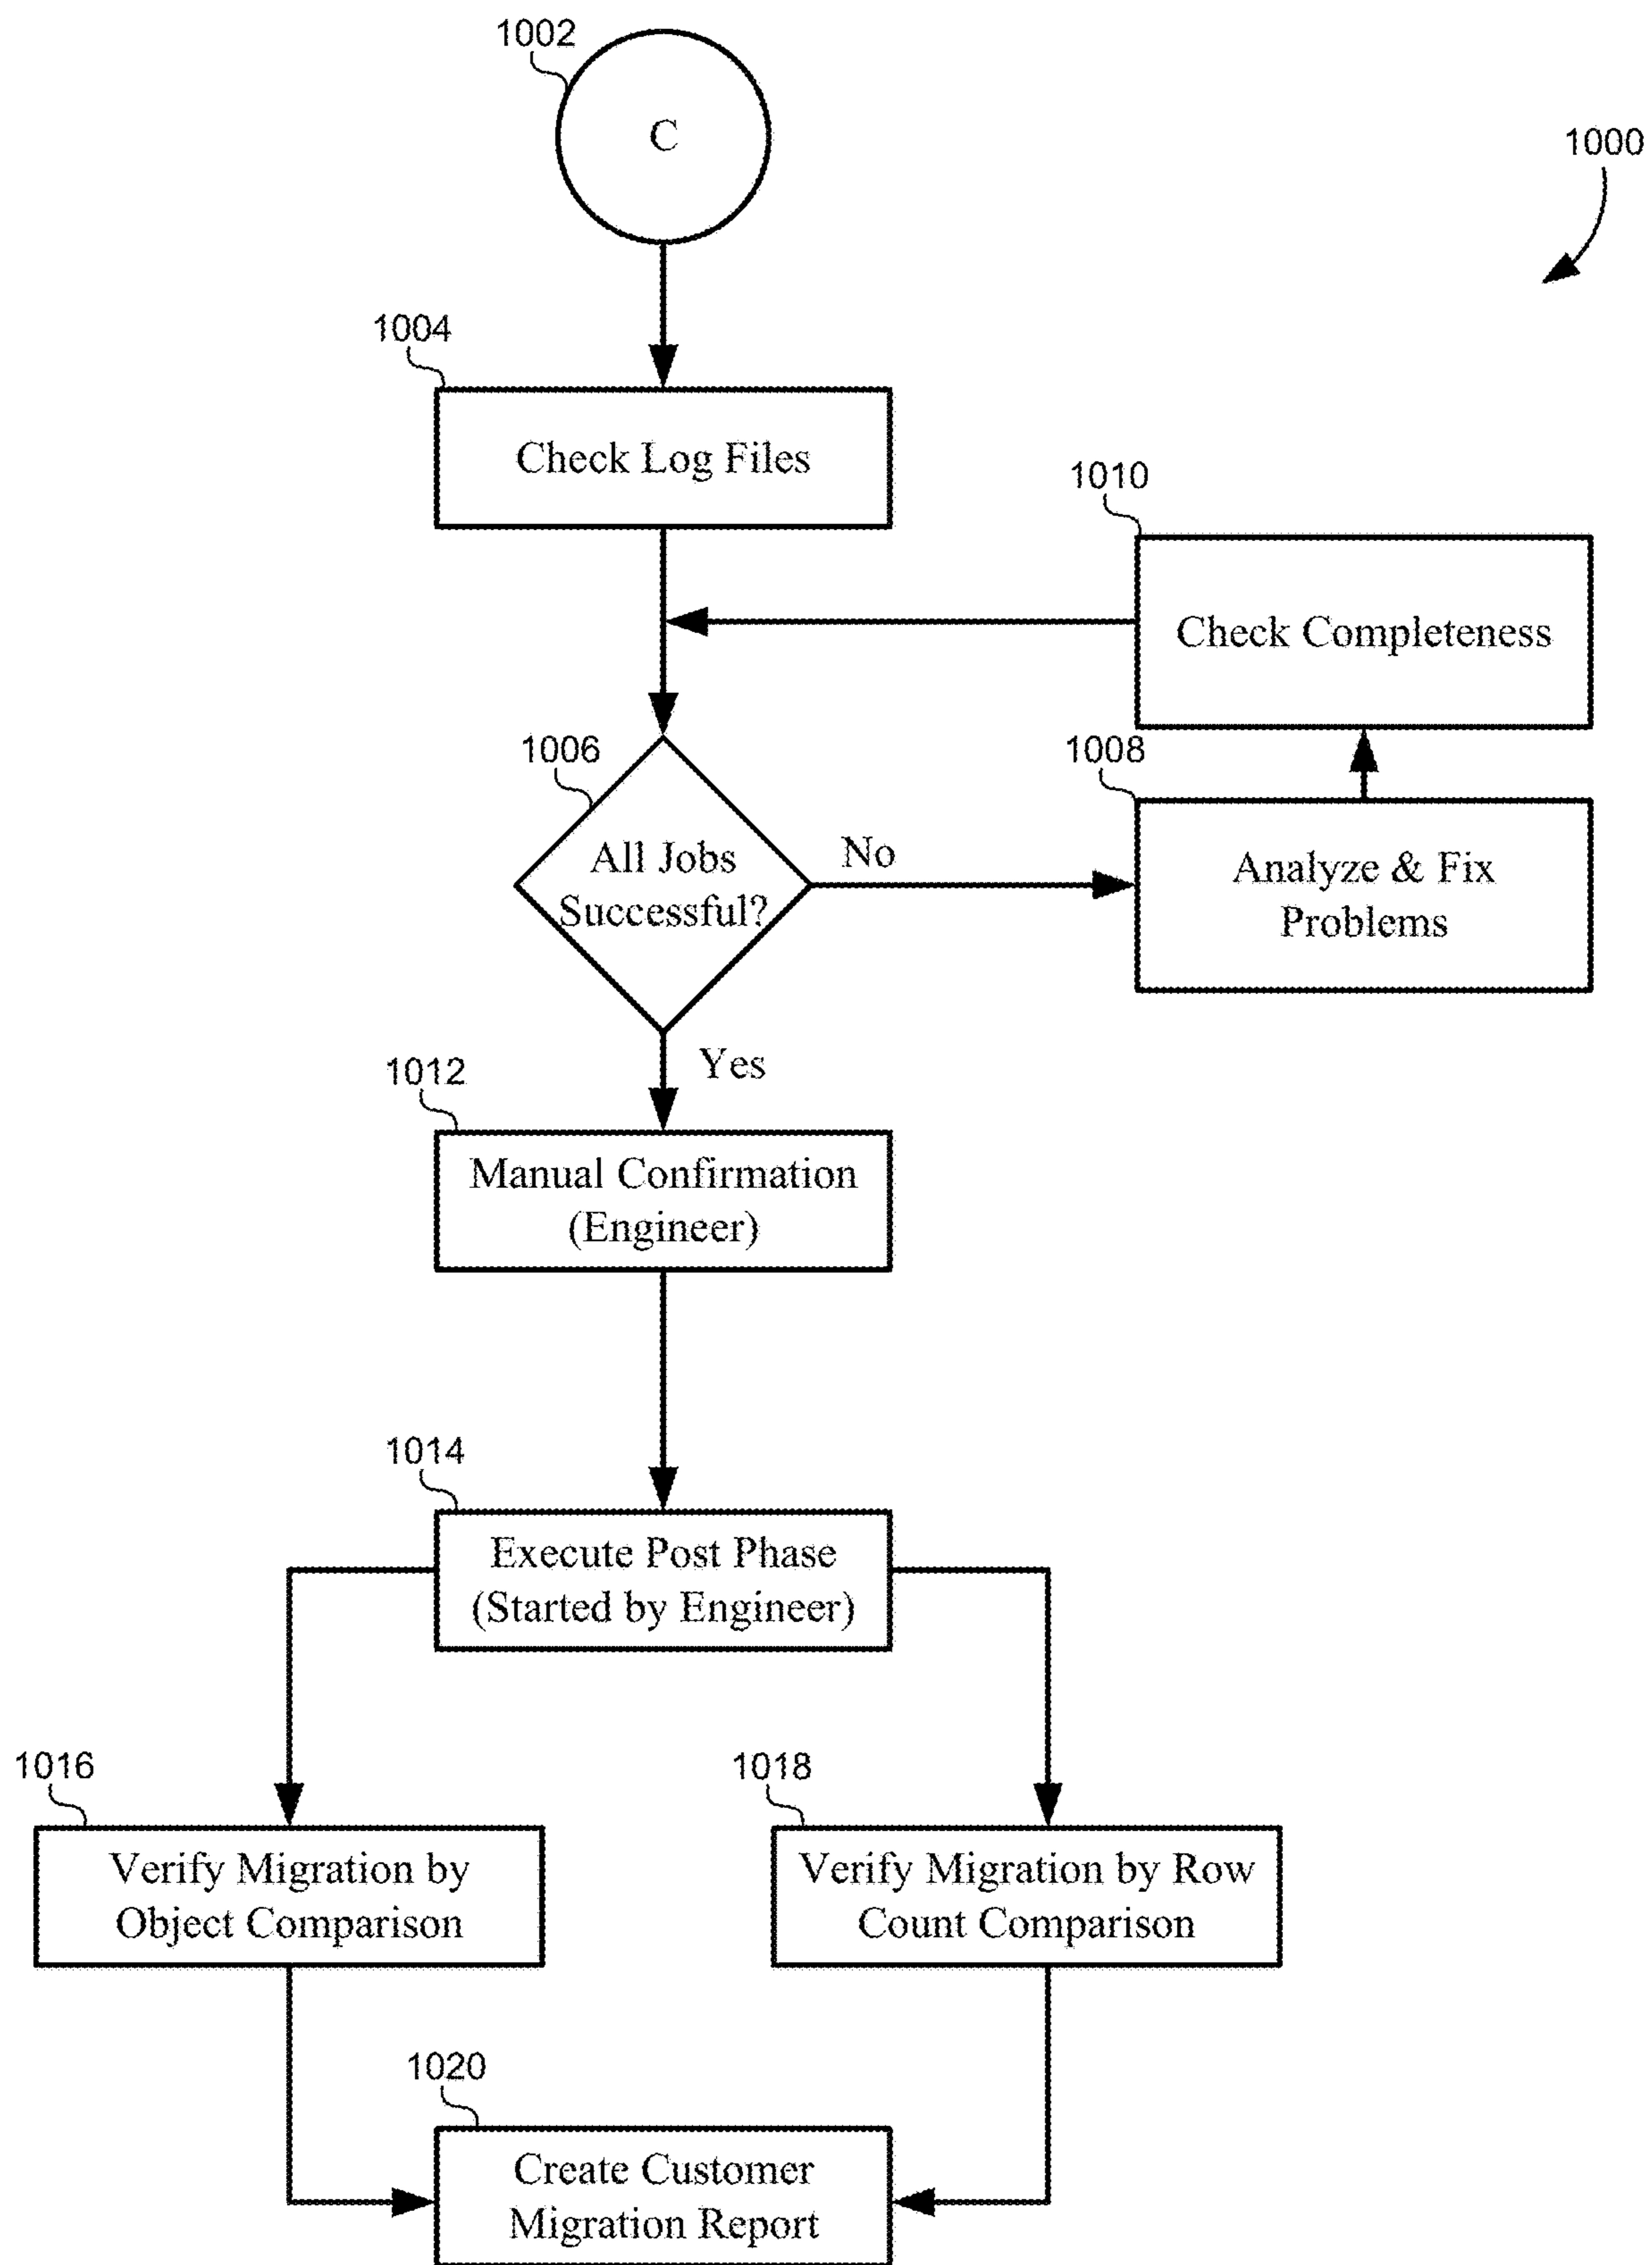 1002
C
1000
1004
Check Log Files
1010
Check Completeness
1006
All Jobs
Successful?
No
1008
Analyze & Fix
Problems
Yes
1012
Manual Confirmation
(Engineer)
1014
Execute Post Phase
(Started by Engineer)
1016
Verify Migration by
Object Comparison
1018
Verify Migration by Row
Count Comparison
1020
Create Customer
Migration Report